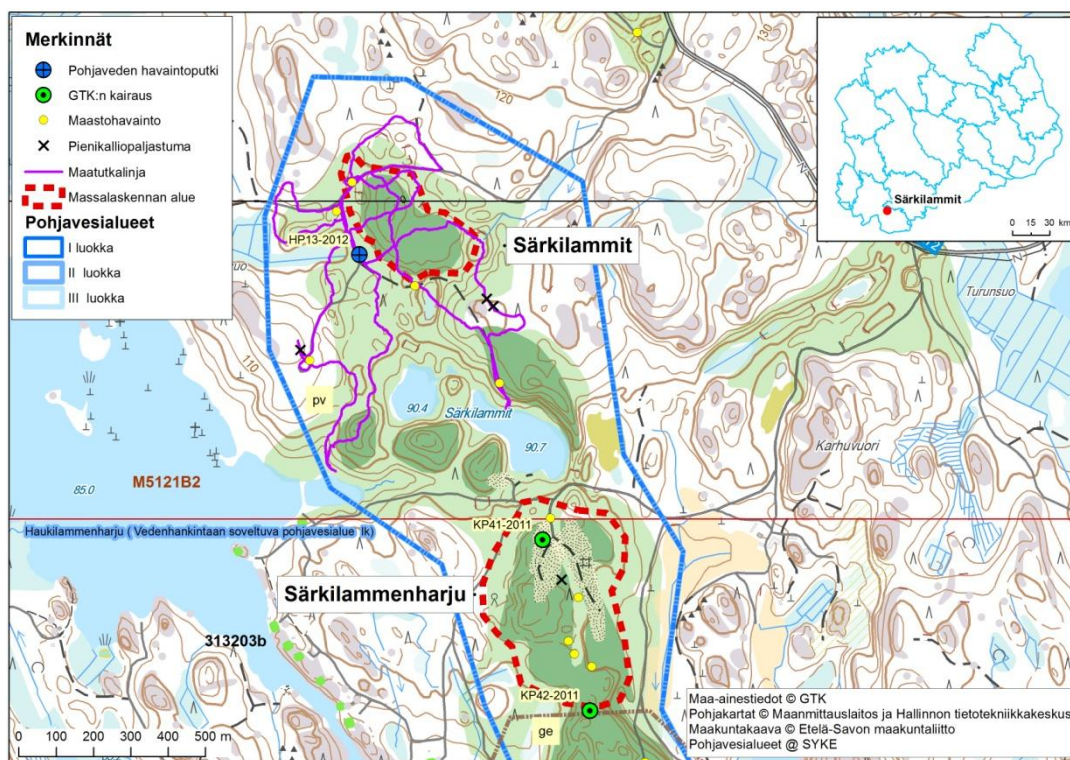 Merkinnät
Pohjaveden havaintoputki
GTK:n kairaus
Maastohavainto
Pienikalliopaljastuma
Maatutkalinja
Massalaskennan alue
Pohjavesialueet
I luokka
II luokka
III luokka
130
120
Särkilammit
0 15 30 km
HP13-2012
Särkilammit
Turunsuo
110
pv
90.4
Särkilammit
90.7
Karhuvuori
85.0
M5121B2
KP41-2011
Haukilammenharju ( Vedenhankintaan soveltuva pohjavesialue Ik)
Särkilammenharju
313203b
KP42-2011
ge
0 100 200 300 400 500 m
Maa-ainestiedot © GTK
Pohjakartat © Maanmittauslaitos ja Hallinnon tietotekniikkakeskus
Maakuntakaava © Etelä-Savon maakuntaliitto
Pohjavesialueet @ SYKE